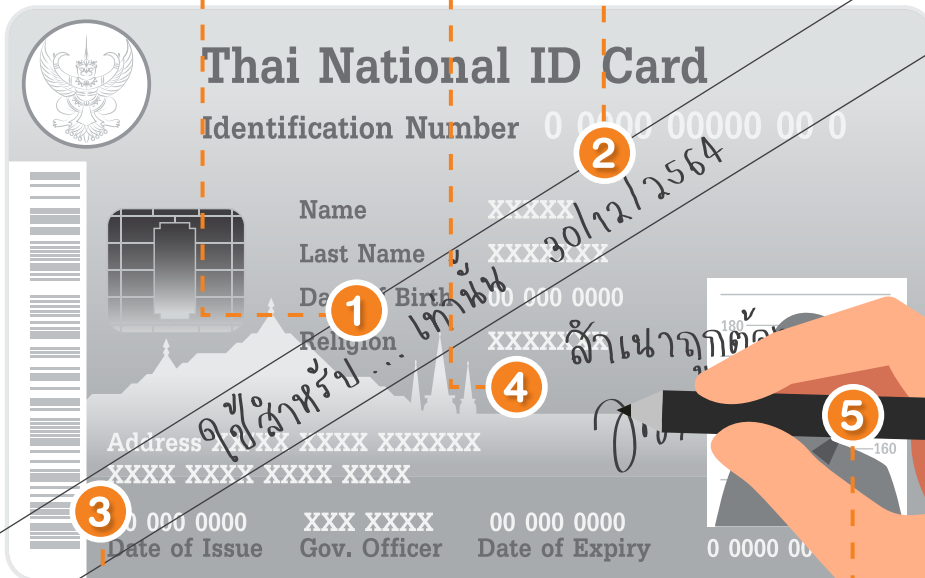 Thai National ID Card
Identification Number 0 0000 00000 00 0
2
Name XXXXX
30/12/2564
Last Name XXXXXXX
Birth 00 000 0000
1
180
Religion XXXXXXX
สำเนาถูกต้อง
ใช้สำหรับ... เท่านั้น
4
5
Address XXXX XXXX XXXXXX
XXXX XXXX XXXX XXXX
160
3
00 000 0000 XXX XXXX 00 000 0000
Date of Issue Gov. Officer Date of Expiry 0 0000 00